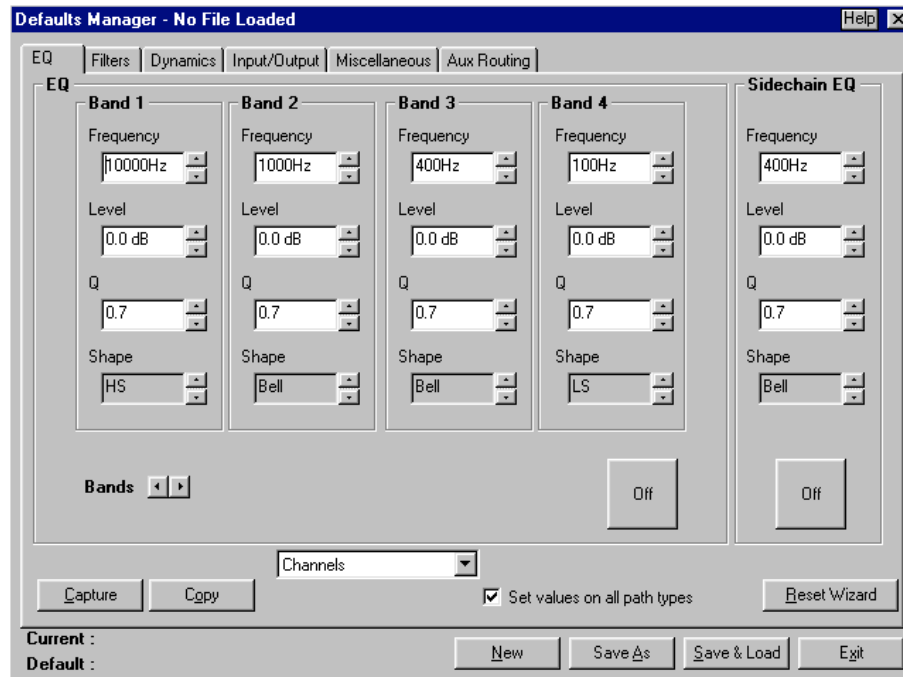 Defaults Manager - No File Loaded Help
EQ Filters Dynamics Input/Output Miscellaneous Aux Routing
EQ Sidechain EQ
Band 1 Band 2 Band 3 Band 4
Frequency Frequency Frequency Frequency Frequency
10000Hz 1000Hz 400Hz 100Hz 400Hz
Level Level Level Level Level
0.0 dB 0.0 dB 0.0 dB 0.0 dB 0.0 dB
Q Q Q Q Q
0.7 0.7 0.7 0.7 0.7
Shape Shape Shape Shape Shape
HS Bell Bell LS Bell
Bands Off Off
Channels
Capture Copy Set values on all path types Reset Wizard
Current :
Default :
New Save As Save & Load Exit